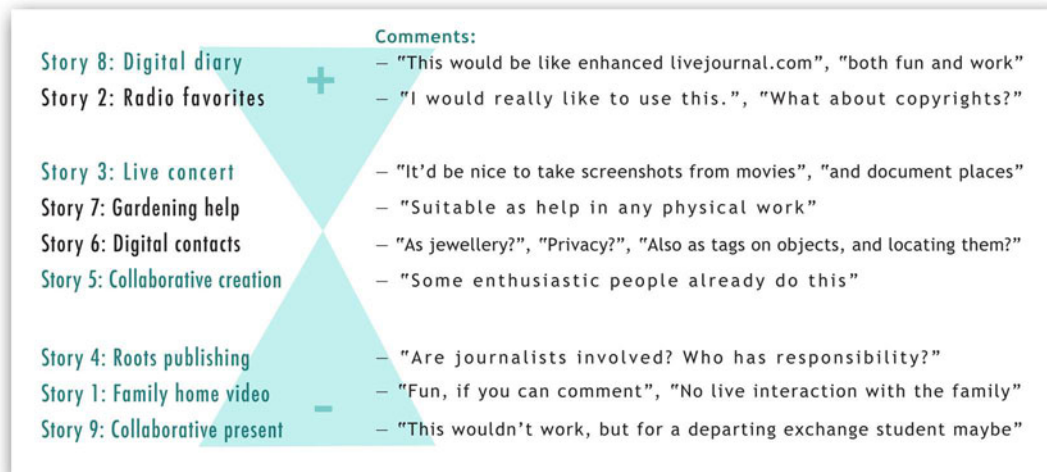 Comments:
Story 8: Digital diary – "This would be like enhanced livejournal.com", "both fun and work"
+
Story 2: Radio favorites – "I would really like to use this.", "What about copyrights?"
Story 3: Live concert – "It'd be nice to take screenshots from movies", "and document places"
Story 7: Gardening help – "Suitable as help in any physical work"
Story 6: Digital contacts – "As jewellery?", "Privacy?", "Also as tags on objects, and locating them?"
Story 5: Collaborative creation – "Some enthusiastic people already do this"
Story 4: Roots publishing – "Are journalists involved? Who has responsibility?"
Story 1: Family home video – "Fun, if you can comment", "No live interaction with the family"
-
Story 9: Collaborative present – "This wouldn't work, but for a departing exchange student maybe"